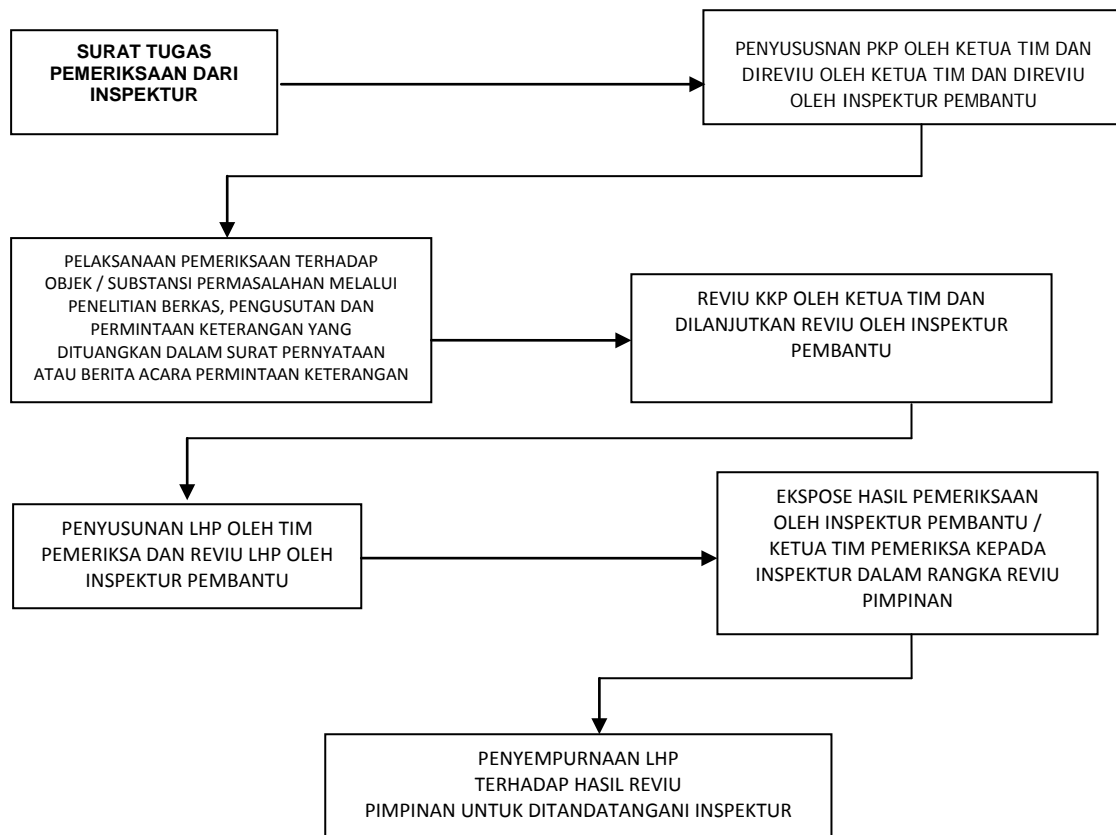 SURAT TUGAS
PEMERIKSAAN DARI
INSPEKTUR
PENYUSUSNAN PKP OLEH KETUA TIM DAN
DIREVIU OLEH KETUA TIM DAN DIREVIU
OLEH INSPEKTUR PEMBANTU
PELAKSANAAN PEMERIKSAAN TERHADAP
OBJEK / SUBSTANSI PERMASALAHAN MELALUI
PENELITIAN BERKAS, PENGUSUTAN DAN
PERMINTAAN KETERANGAN YANG
DITUANGKAN DALAM SURAT PERNYATAAN
ATAU BERITA ACARA PERMINTAAN KETERANGAN
REVIU KKP OLEH KETUA TIM DAN
DILANJUTKAN REVIU OLEH INSPEKTUR
PEMBANTU
PENYUSUNAN LHP OLEH TIM
PEMERIKSA DAN REVIU LHP OLEH
INSPEKTUR PEMBANTU
EKSPOSE HASIL PEMERIKSAAN
OLEH INSPEKTUR PEMBANTU /
KETUA TIM PEMERIKSA KEPADA
INSPEKTUR DALAM RANGKA REVIU
PIMPINAN
PENYEMPURNAAN LHP
TERHADAP HASIL REVIU
PIMPINAN UNTUK DITANDATANGANI INSPEKTUR